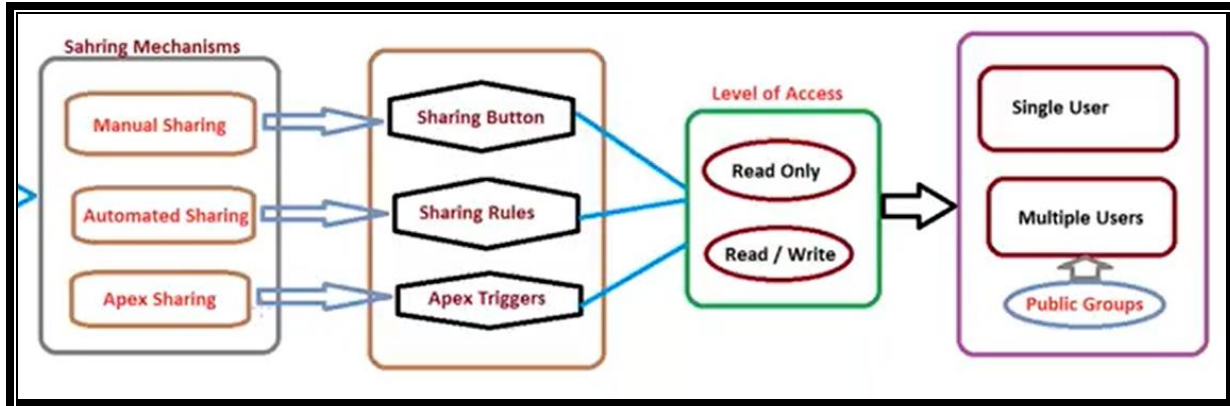 Sahring Mechanisms
Manual Sharing
Automated Sharing
Apex Sharing
Sharing Button
Sharing Rules
Apex Triggers
Level of Access
Read Only
Read / Write
Single User
Multiple Users
Public Groups